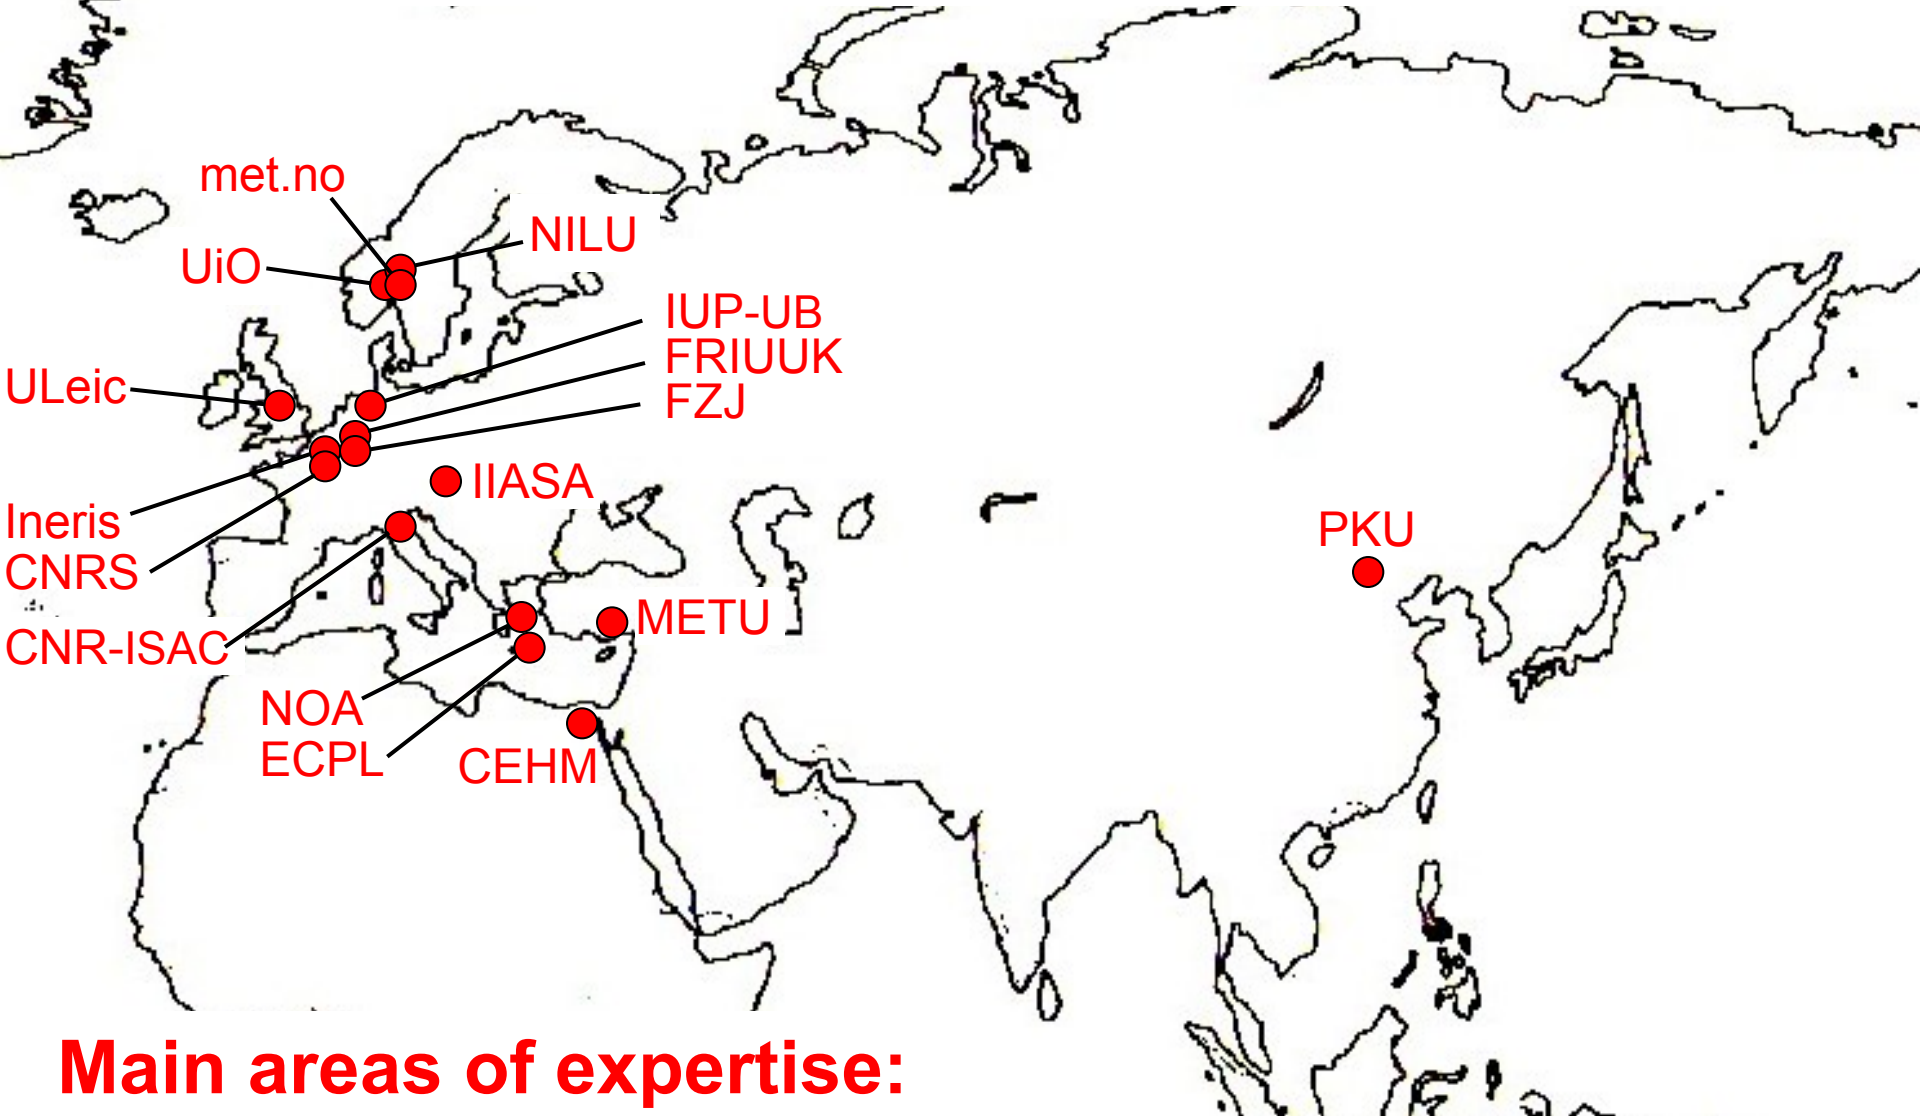 met.no
NILU
UiO
IUP-UB
FRIUUK
FZJ
ULeic
IIASA
Ineris
CNRS
PKU
METU
CNR-ISAC
NOA
ECPL
CEHM
Main areas of expertise: